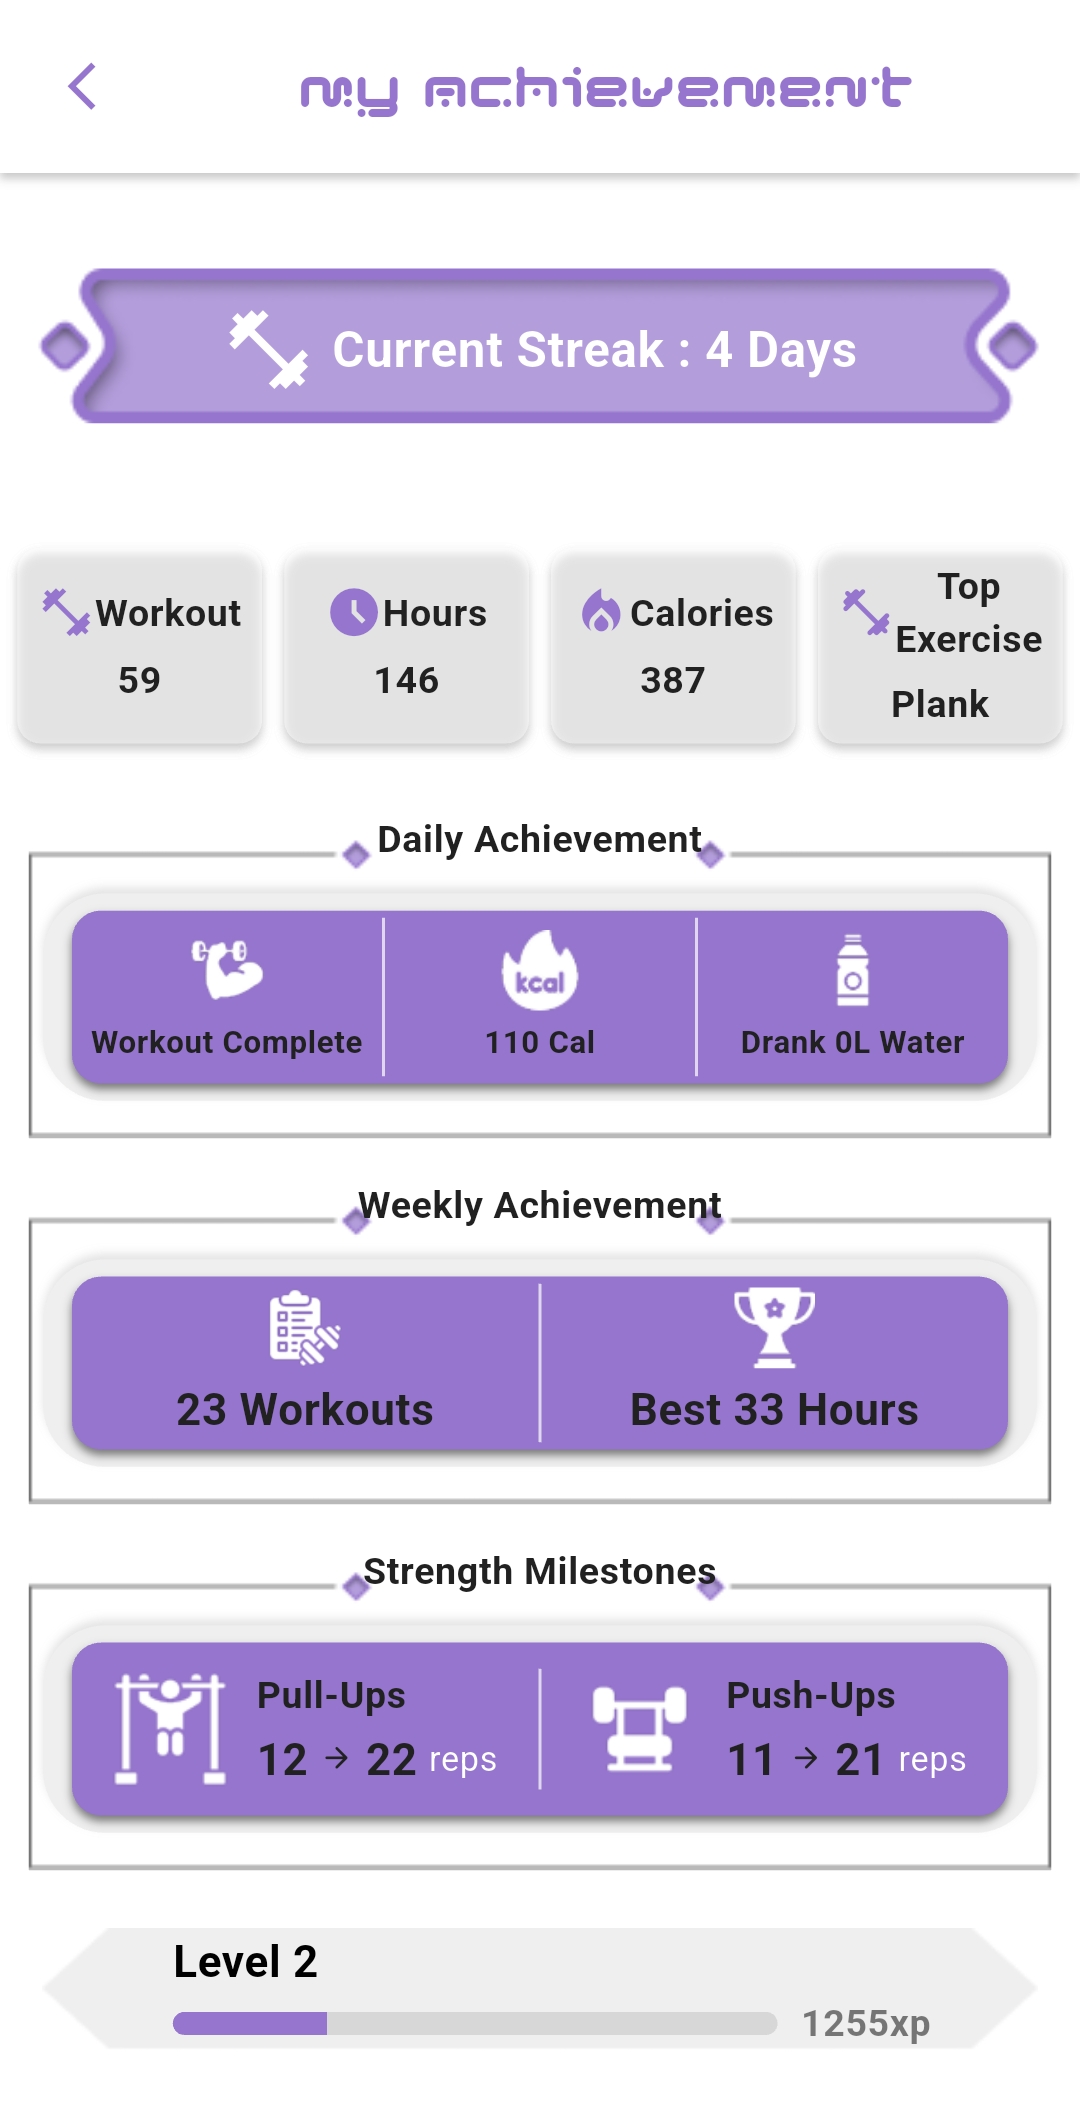 my achievement
Current Streak : 4 Days
Workout
59
Hours
146
Calories
387
Top
Exercise
Plank
Daily Achievement
kcal
Workout Complete
110 Cal
Drank 0L Water
Weekly Achievement
23 Workouts
Best 33 Hours
Strength Milestones
Pull-Ups
12 → 22 reps
Push-Ups
11 → 21 reps
Level 2
1255xp